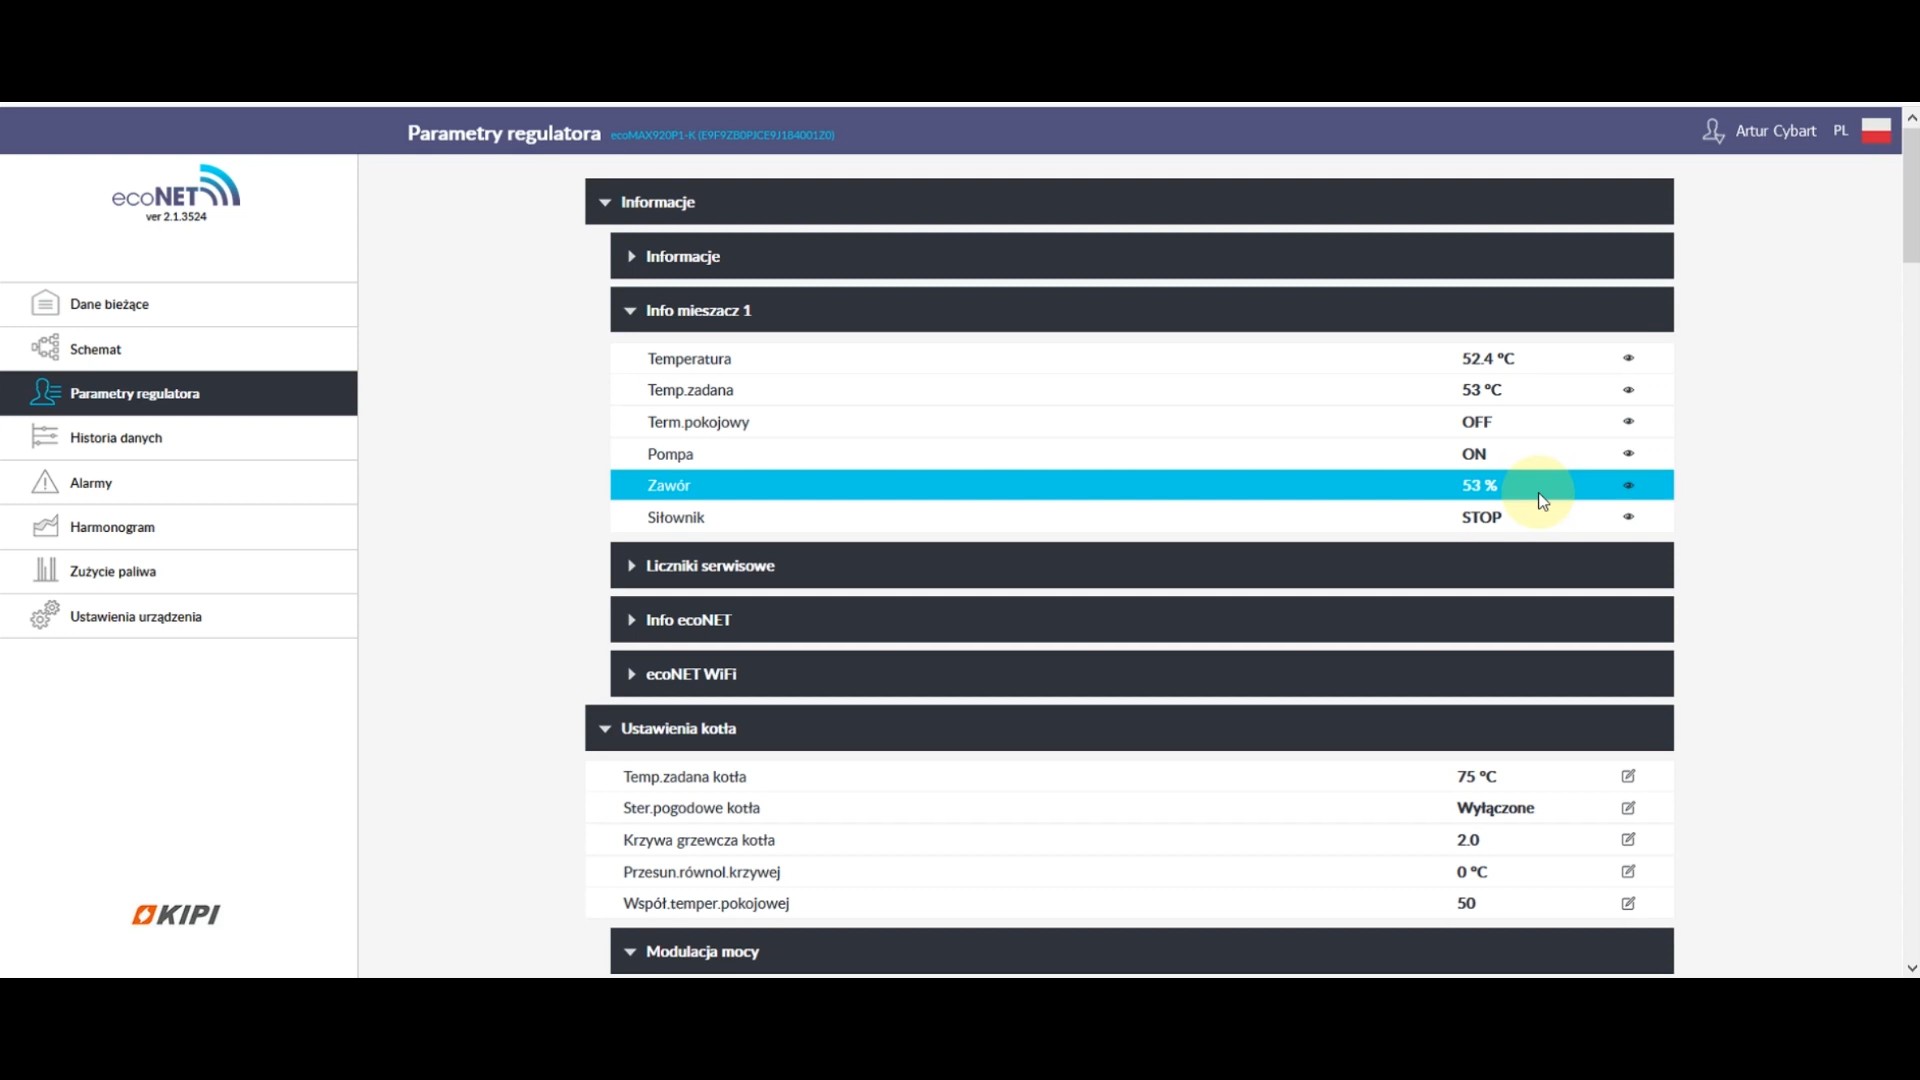 Parametry regulatora ecoMAX920P1-K (E9F9ZB0PJCE9J184001Z0)
Artur Cybart PL
ecoNET
ver 2.1.3524
Dane bieżące
Schemat
Parametry regulatora
Historia danych
Alarmy
Harmonogram
Zużycie paliwa
Ustawienia urządzenia
KIPI
Informacje
Informacje
Info mieszacz 1
Temperatura 52.4 °C
Temp.zadana 53 °C
Term.pokojowy OFF
Pompa ON
Zawór 53 %
Siłownik STOP
Liczniki serwisowe
Info ecoNET
ecoNET WiFi
Ustawienia kotła
Temp.zadana kotła 75 °C
Ster.pogodowe kotła Wyłączone
Krzywa grzewcza kotła 2.0
Przesun.równol.krzywej 0 °C
Współ.temper.pokojowej 50
Modulacja mocy